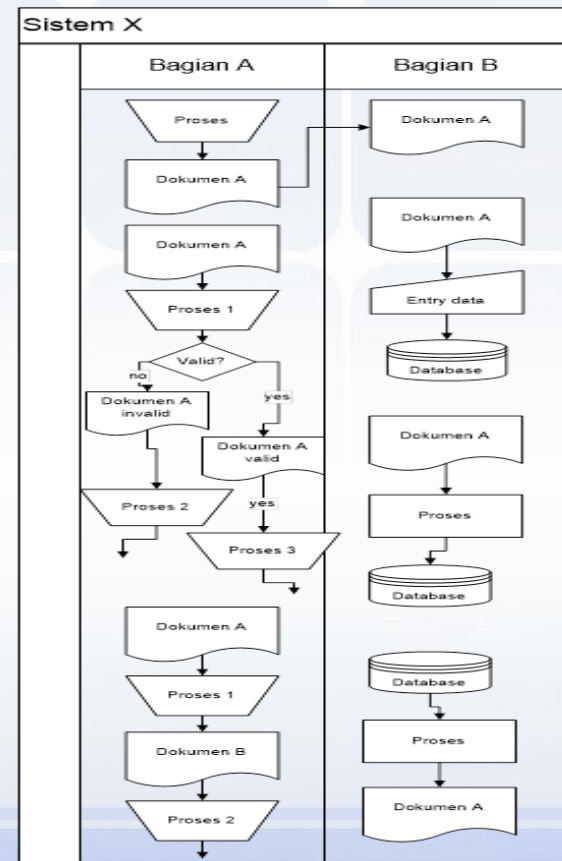 Sistem X
Bagian A
Bagian B
Proses
Dokumen A
Dokumen A
Dokumen A
Proses 1
Valid?
no
yes
Dokumen A
invalid
Dokumen A
valid
Proses 2
yes
Proses 3
Dokumen A
Proses 1
Dokumen B
Proses 2
Dokumen A
Entry data
Database
Dokumen A
Proses
Database
Database
Proses
Dokumen A